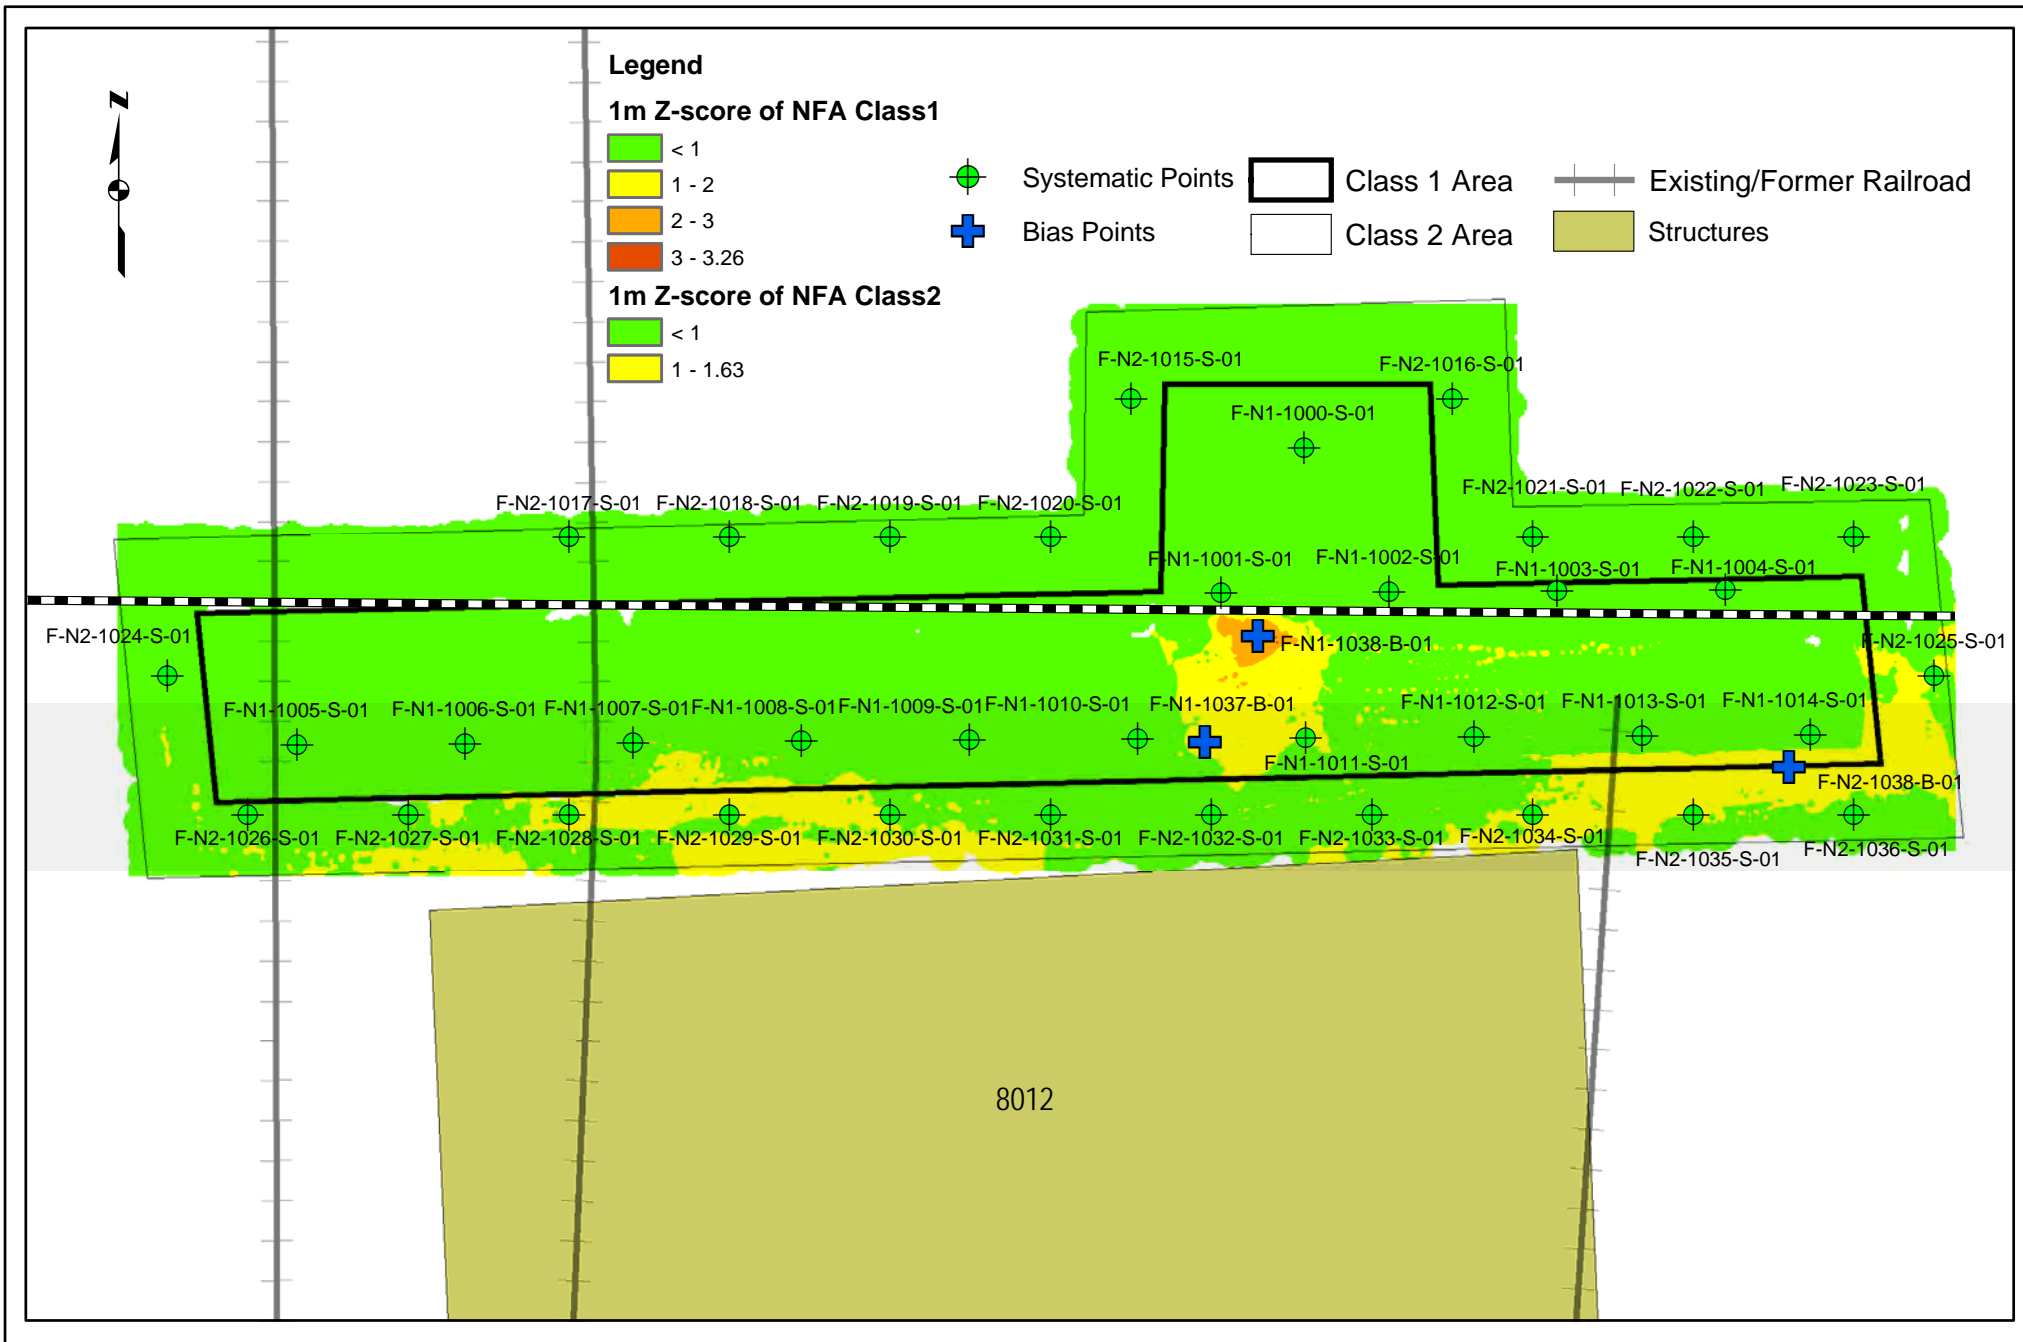 N
Legend
1m Z-score of NFA Class1
< 1
1 - 2
2 - 3
3 - 3.26
1m Z-score of NFA Class2
< 1
1 - 1.63
Systematic Points
Bias Points
Class 1 Area
Class 2 Area
Existing/Former Railroad
Structures
F-N2-1015-S-01
F-N2-1016-S-01
F-N1-1000-S-01
F-N2-1017-S-01
F-N2-1018-S-01
F-N2-1019-S-01
F-N2-1020-S-01
F-N2-1021-S-01
F-N2-1022-S-01
F-N2-1023-S-01
F-N1-1001-S-01
F-N1-1002-S-01
F-N1-1003-S-01
F-N1-1004-S-01
F-N2-1024-S-01
F-N1-1038-B-01
F-N2-1025-S-01
F-N1-1005-S-01
F-N1-1006-S-01
F-N1-1007-S-01
F-N1-1008-S-01
F-N1-1009-S-01
F-N1-1010-S-01
F-N1-1037-B-01
F-N1-1012-S-01
F-N1-1013-S-01
F-N1-1014-S-01
F-N1-1011-S-01
F-N2-1038-B-01
F-N2-1026-S-01
F-N2-1027-S-01
F-N2-1028-S-01
F-N2-1029-S-01
F-N2-1030-S-01
F-N2-1031-S-01
F-N2-1032-S-01
F-N2-1033-S-01
F-N2-1034-S-01
F-N2-1035-S-01
F-N2-1036-S-01
8012